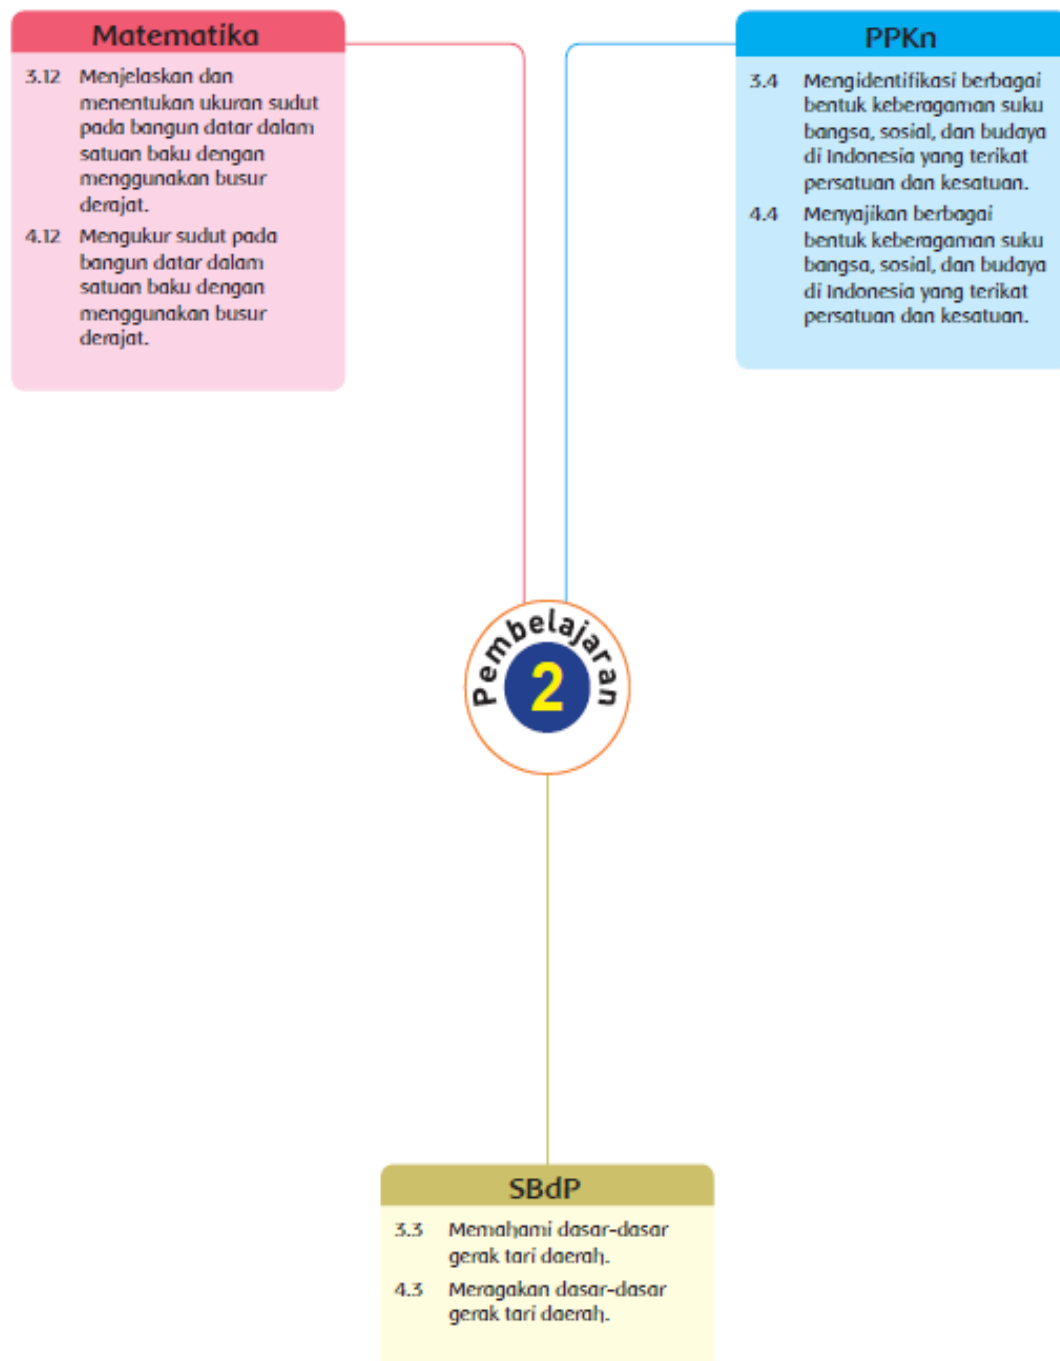 Matematika
3.12 Menjelaskan dan
menentukan ukuran sudut
pada bangun datar dalam
satuan baku dengan
menggunakan busur
derajat.
4.12 Mengukur sudut pada
bangun datar dalam
satuan baku dengan
menggunakan busur
derajat.
PPKn
3.4 Mengidentifikasi berbagai
bentuk keberagaman suku
bangsa, sosial, dan budaya
di Indonesia yang terikat
persatuan dan kesatuan.
4.4 Menyajikan berbagai
bentuk keberagaman suku
bangsa, sosial, dan budaya
di Indonesia yang terikat
persatuan dan kesatuan.
Pembelajaran
2
SBdP
3.3 Memahami dasar-dasar
gerak tari daerah.
4.3 Meragakan dasar-dasar
gerak tari daerah.